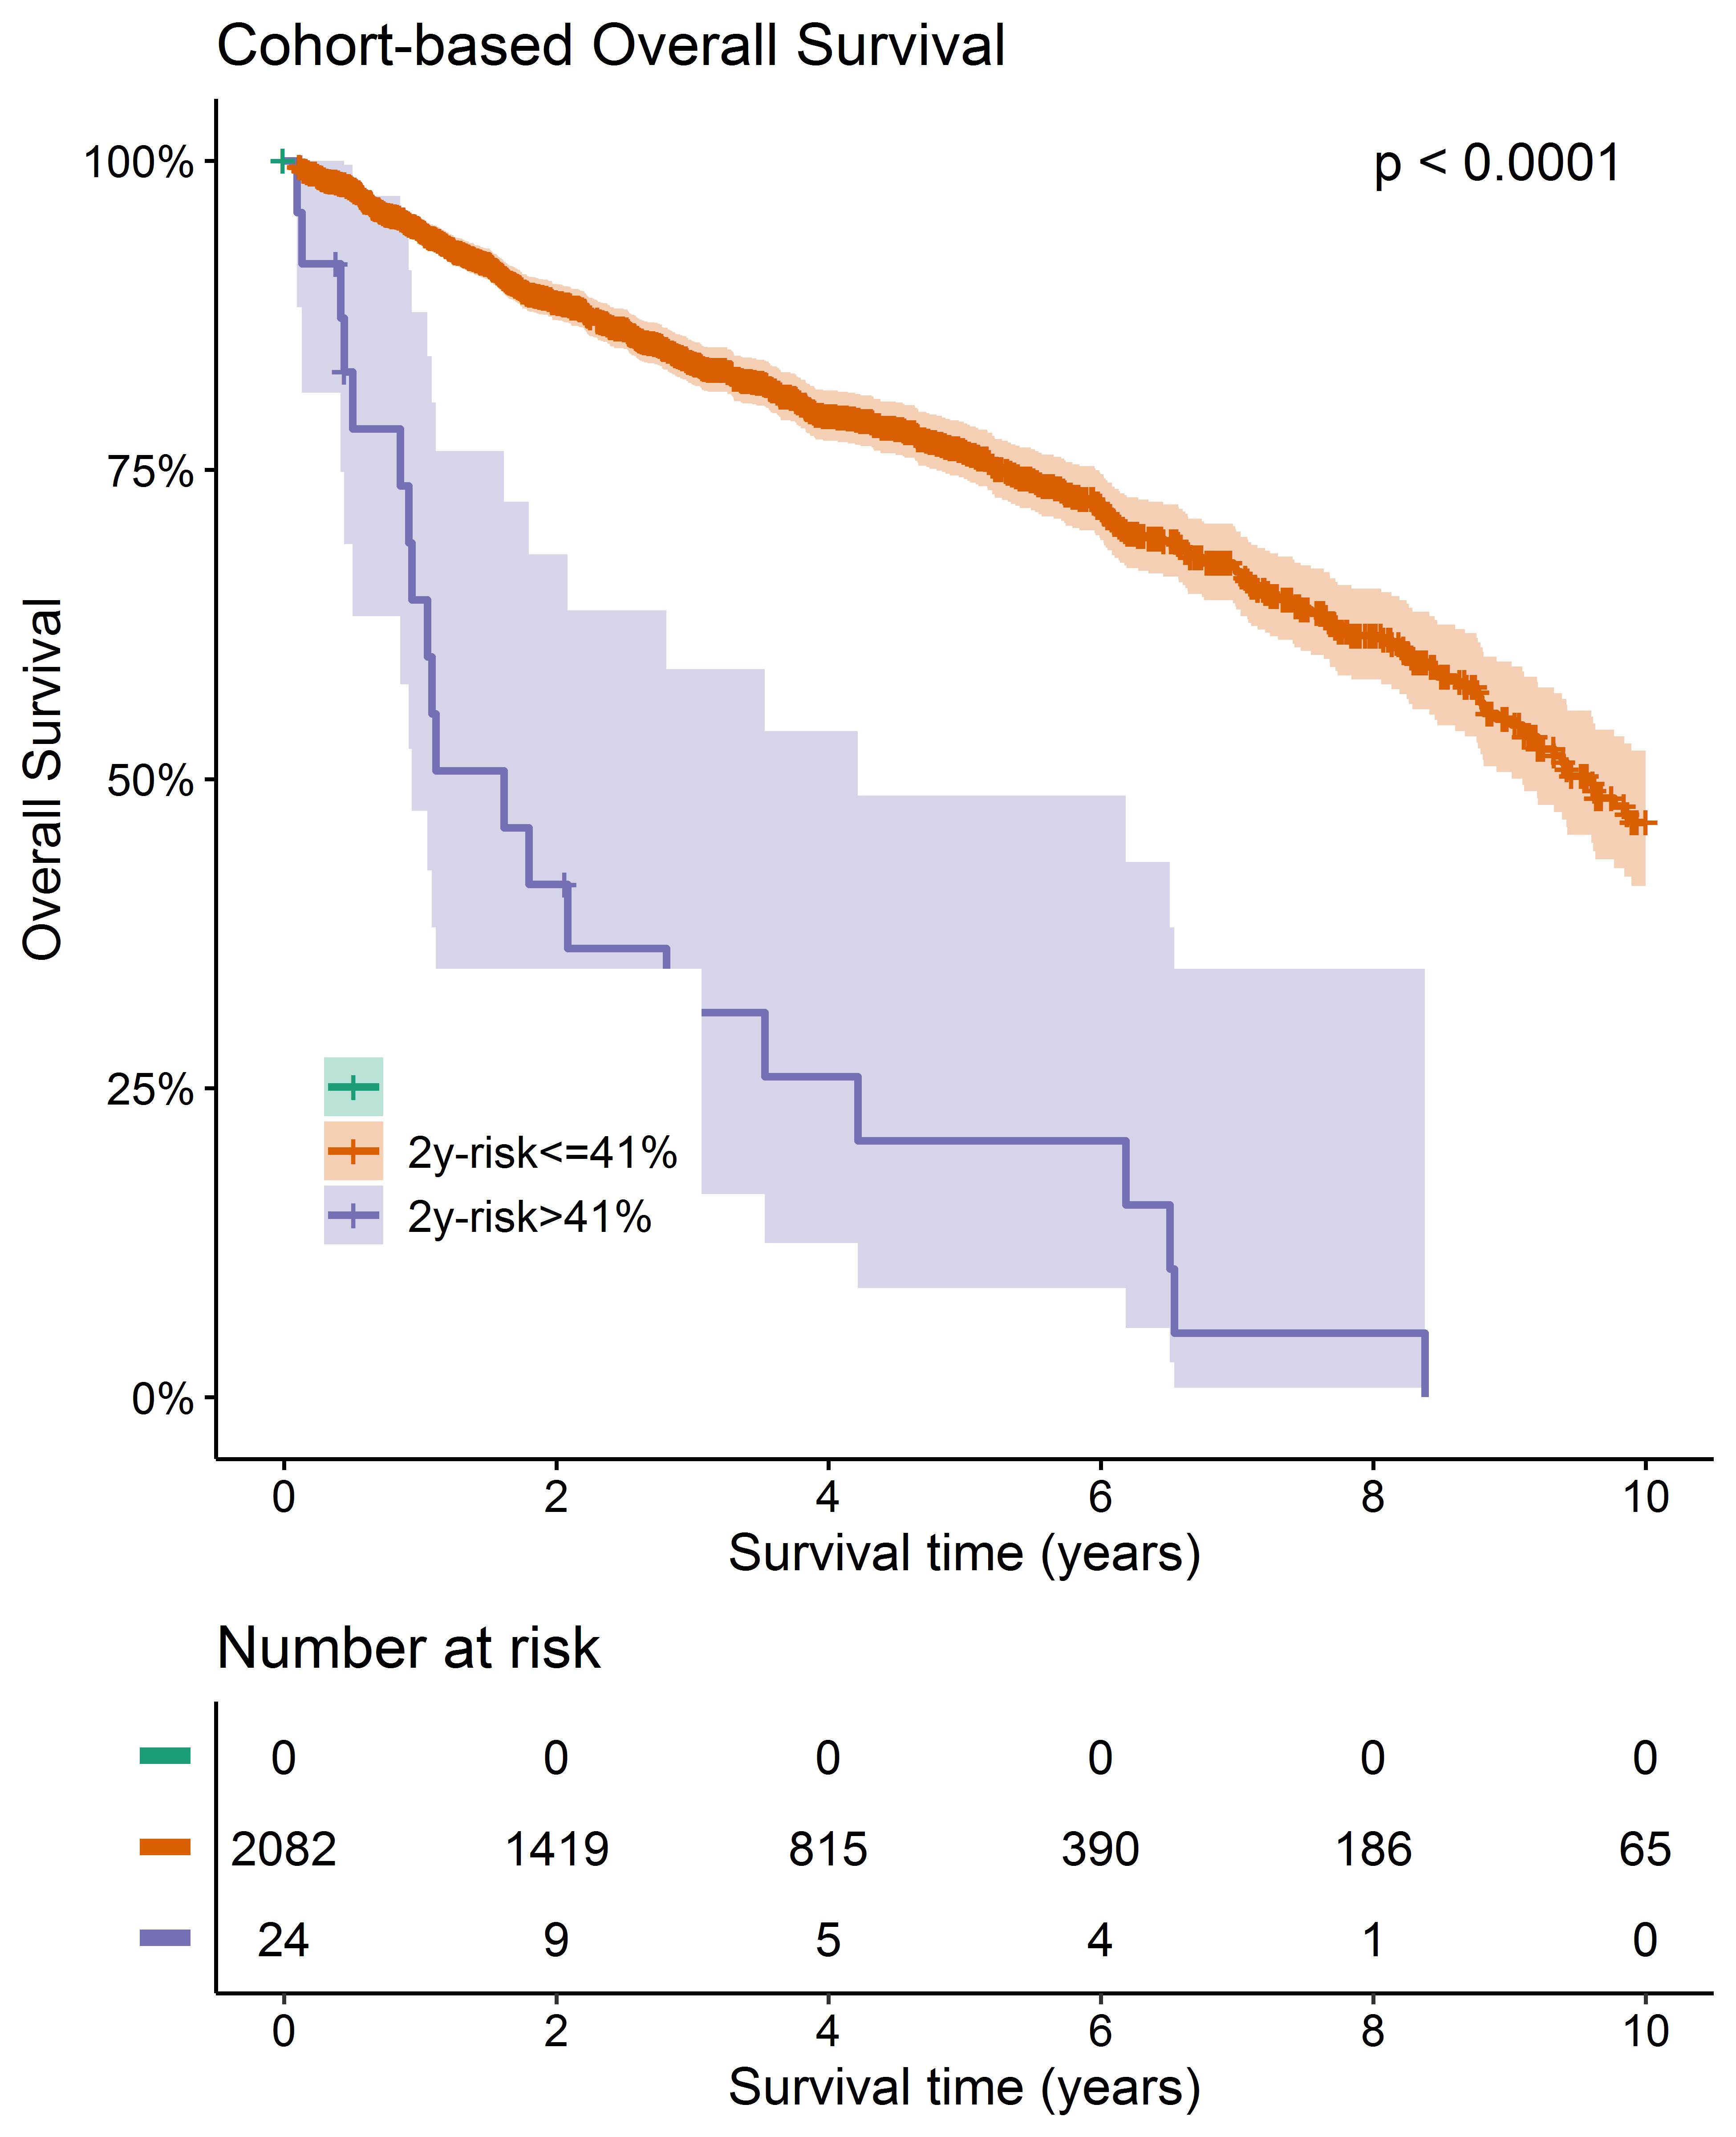 Cohort-based Overall Survival
p < 0.0001
100%
75%
50%
25%
0%
Overall Survival
2y-risk<=41%
2y-risk>41%
0 2 4 6 8 10
Survival time (years)
Number at risk
0 0 0 0 0 0
2082 1419 815 390 186 65
24 9 5 4 1 0
0 2 4 6 8 10
Survival time (years)